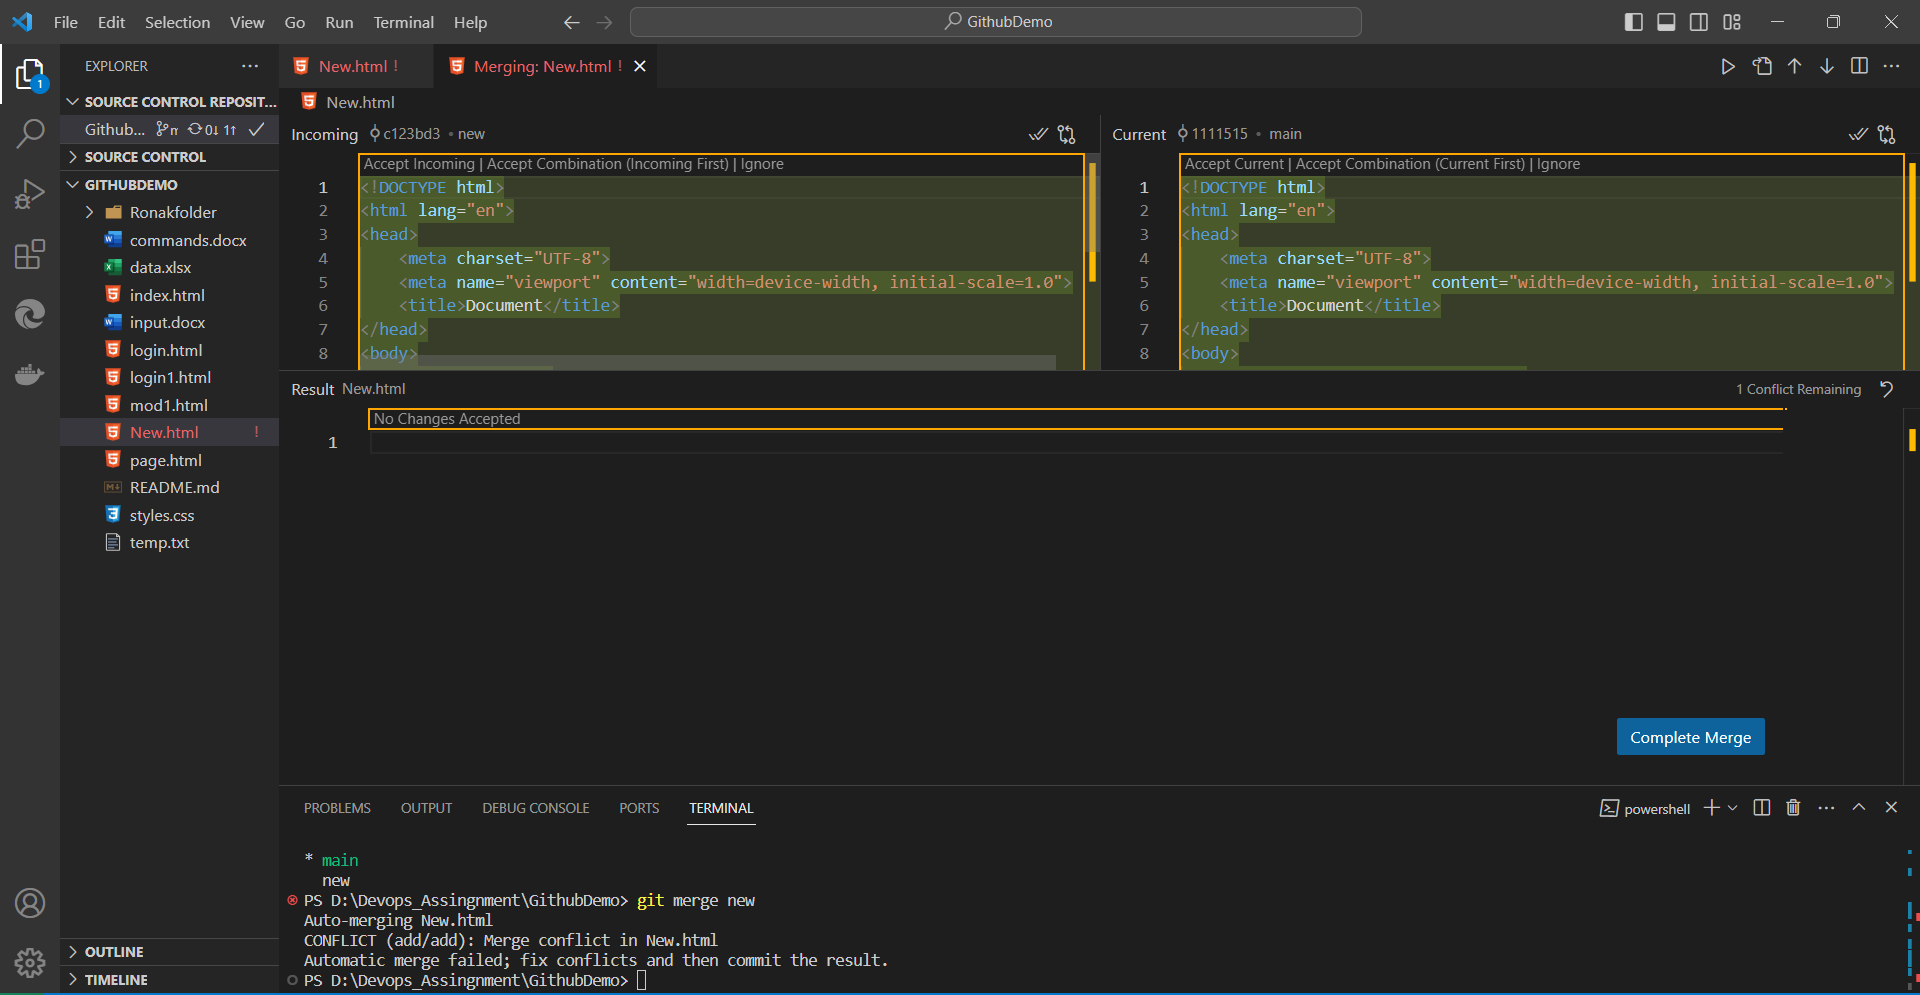 File Edit Selection View Go Run Terminal Help
GithubDemo
EXPLORER
SOURCE CONTROL REPOSIT...
Github... 0↓ 1↑
SOURCE CONTROL
GITHUBDEMO
Ronakfolder
commands.docx
data.xlsx
index.html
input.docx
login.html
login1.html
mod1.html
New.html !
page.html
README.md
styles.css
temp.txt
OUTLINE
TIMELINE
1
New.html !
Merging: New.html !
New.html
Incoming c123bd3 • new
Accept Incoming | Accept Combination (Incoming First) | Ignore
1 <!DOCTYPE html>
2 <html lang="en">
3 <head>
4 <meta charset="UTF-8">
5 <meta name="viewport" content="width=device-width, initial-scale=1.0">
6 <title>Document</title>
7 </head>
8 <body>
Current 1111515 • main
Accept Current | Accept Combination (Current First) | Ignore
1 <!DOCTYPE html>
2 <html lang="en">
3 <head>
4 <meta charset="UTF-8">
5 <meta name="viewport" content="width=device-width, initial-scale=1.0">
6 <title>Document</title>
7 </head>
8 <body>
Result New.html
1 Conflict Remaining
No Changes Accepted
1
Complete Merge
PROBLEMS OUTPUT DEBUG CONSOLE PORTS TERMINAL
powershell
* main
new
PS D:\Devops_Assingnment\GithubDemo> git merge new
Auto-merging New.html
CONFLICT (add/add): Merge conflict in New.html
Automatic merge failed; fix conflicts and then commit the result.
PS D:\Devops_Assingnment\GithubDemo>